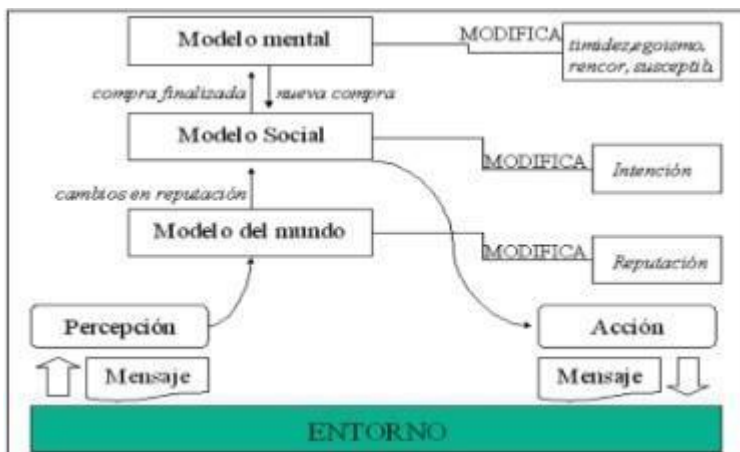 Modelo mental
MODIFICA
timidez,egoismo,
rencor, susceptib.
compra finalizada
nueva compra
Modelo Social
MODIFICA
Intención
cambios en reputación
Modelo del mundo
MODIFICA
Reputación
Percepción
Acción
Mensaje
Mensaje
ENTORNO